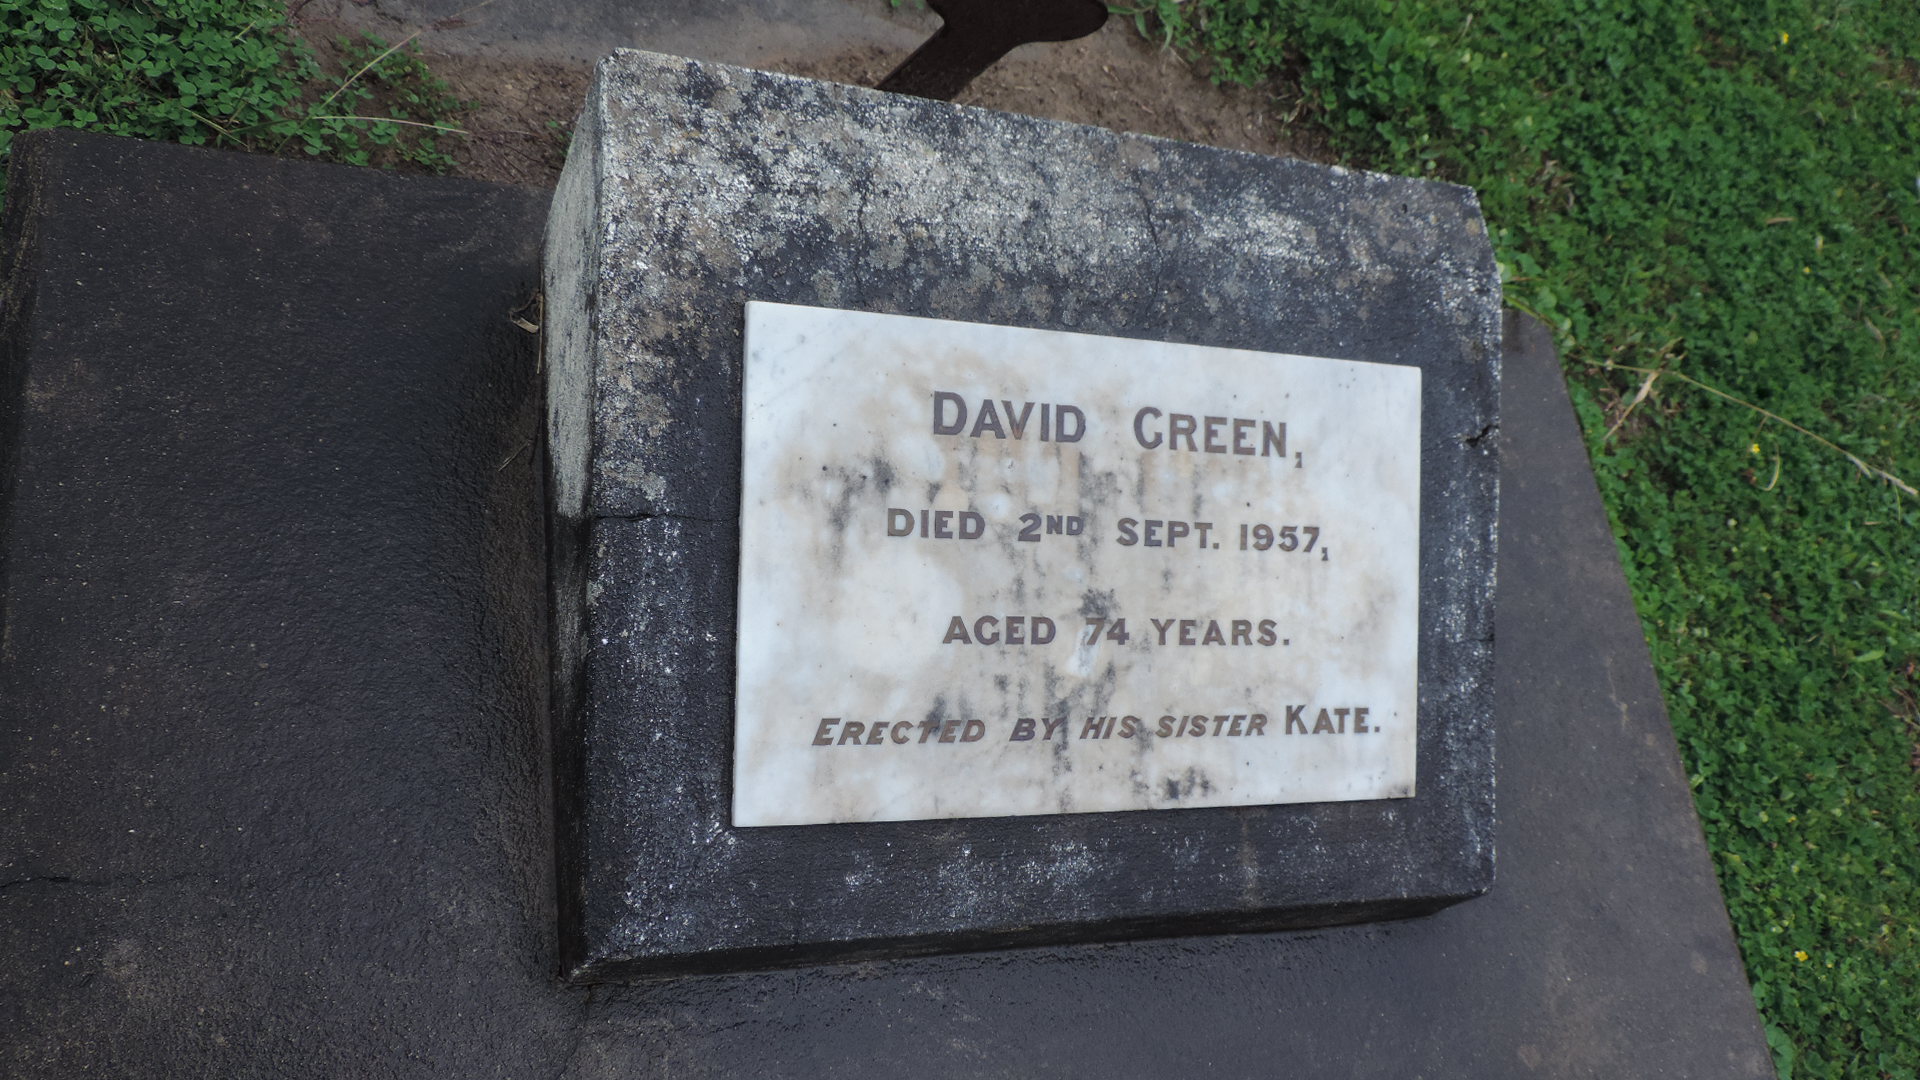 DAVID GREEN,
DIED 2ND SEPT. 1957,
AGED 74 YEARS.
ERECTED BY HIS SISTER KATE.